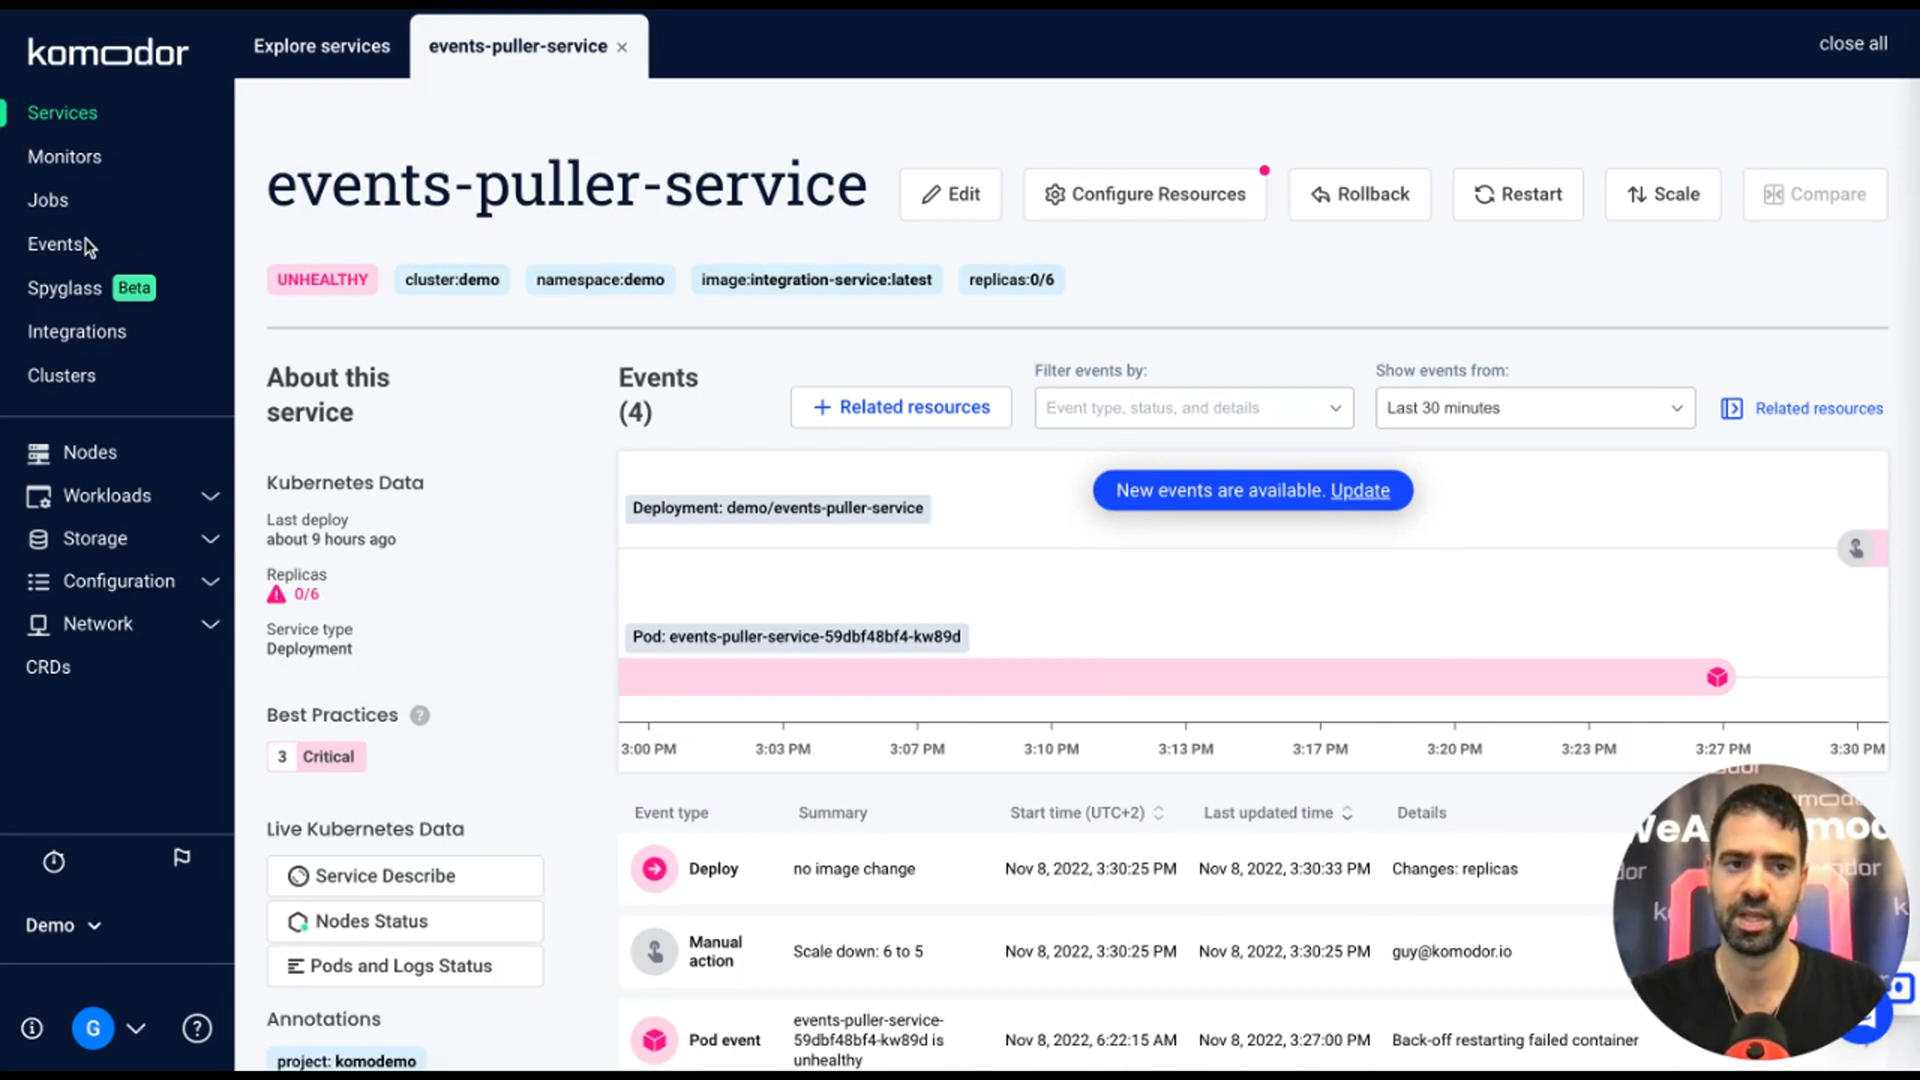 komodor
Explore services
events-puller-service ×
close all
Services
Monitors
Jobs
Events
Spyglass Beta
Integrations
Clusters
Nodes
Workloads
Storage
Configuration
Network
CRDs
Demo
G
events-puller-service
Edit
Configure Resources
Rollback
Restart
Scale
Compare
UNHEALTHY
cluster:demo
namespace:demo
image:integration-service:latest
replicas:0/6
About this
service
Kubernetes Data
Last deploy
about 9 hours ago
Replicas
0/6
Service type
Deployment
Best Practices ?
3 Critical
Live Kubernetes Data
Service Describe
Nodes Status
Pods and Logs Status
Annotations
project: komodemo
Events
(4)
+ Related resources
Filter events by:
Event type, status, and details
Show events from:
Last 30 minutes
Related resources
New events are available. Update
Deployment: demo/events-puller-service
Pod: events-puller-service-59dbf48bf4-kw89d
3:00 PM 3:03 PM 3:07 PM 3:10 PM 3:13 PM 3:17 PM 3:20 PM 3:23 PM 3:27 PM 3:30 PM
Event type Summary Start time (UTC+2) Last updated time Details
Deploy no image change Nov 8, 2022, 3:30:25 PM Nov 8, 2022, 3:30:33 PM Changes: replicas
Manual
action
Scale down: 6 to 5 Nov 8, 2022, 3:30:25 PM Nov 8, 2022, 3:30:25 PM guy@komodor.io
Pod event
events-puller-service-
59dbf48bf4-kw89d is
unhealthy
Nov 8, 2022, 6:22:15 AM Nov 8, 2022, 3:27:00 PM Back-off restarting failed container